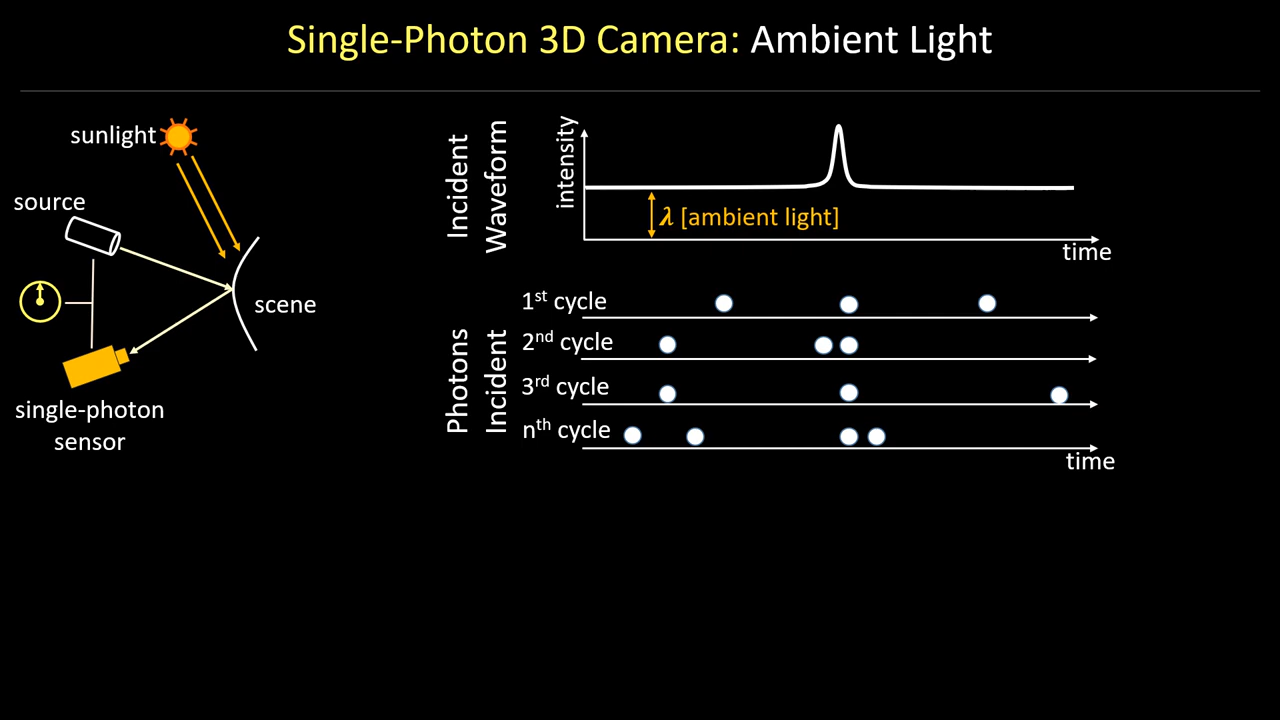 Single-Photon 3D Camera: Ambient Light
sunlight
source
scene
single-photon
sensor
Incident
Waveform
intensity
λ [ambient light]
time
Photons
Incident
1st cycle
2nd cycle
3rd cycle
nth cycle
time